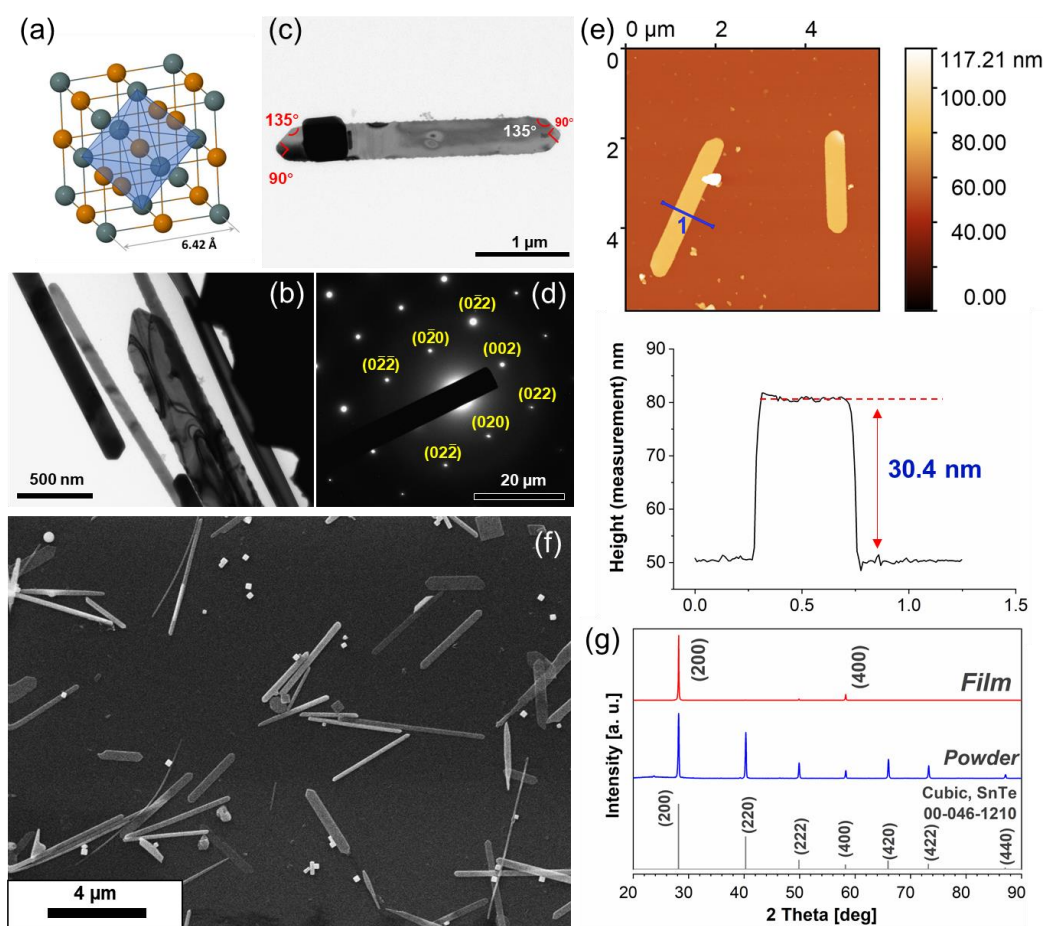 (a)
6.42 Å
(c)
135°
90°
135°
90°
1 µm
(e)
0 µm 2 4
0
2
4
1
117.21 nm
100.00
80.00
60.00
40.00
20.00
0.00
(b)
500 nm
(d)
(02̄2)
(02̄0)
(002)
(02̄2̄)
(022)
(020)
(022̄)
20 µm
Height (measurement) nm
90
80
70
60
50
30.4 nm
0.0 0.5 1.0 1.5
(f)
4 µm
(g)
Intensity [a. u.]
(200)
(400)
Film
Powder
Cubic, SnTe
00-046-1210
(200)
(220)
(222)
(400)
(420)
(422)
(440)
20 30 40 50 60 70 80 90
2 Theta [deg]